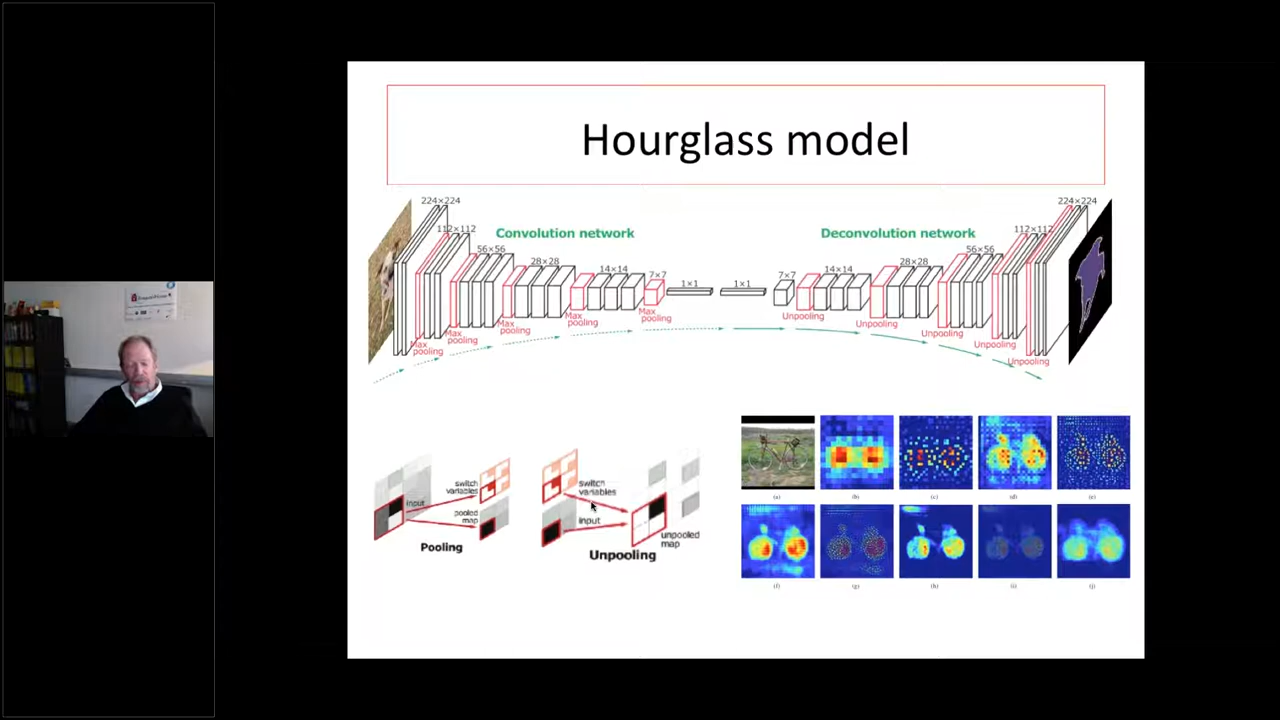 Hourglass model
224×224
112×112
56×56
Convolution network
28×28
14×14
7×7
1×1
1×1
7×7
14×14
Deconvolution network
28×28
56×56
112×112
224×224
Max
pooling
Max
pooling
Max
pooling
Max
pooling
Max
pooling
Unpooling
Unpooling
Unpooling
Unpooling
Unpooling
input
switch
variables
pooled
map
Pooling
switch
variables
input
unpooled
map
Unpooling
(a)
(b)
(c)
(d)
(e)
(f)
(g)
(h)
(i)
(j)